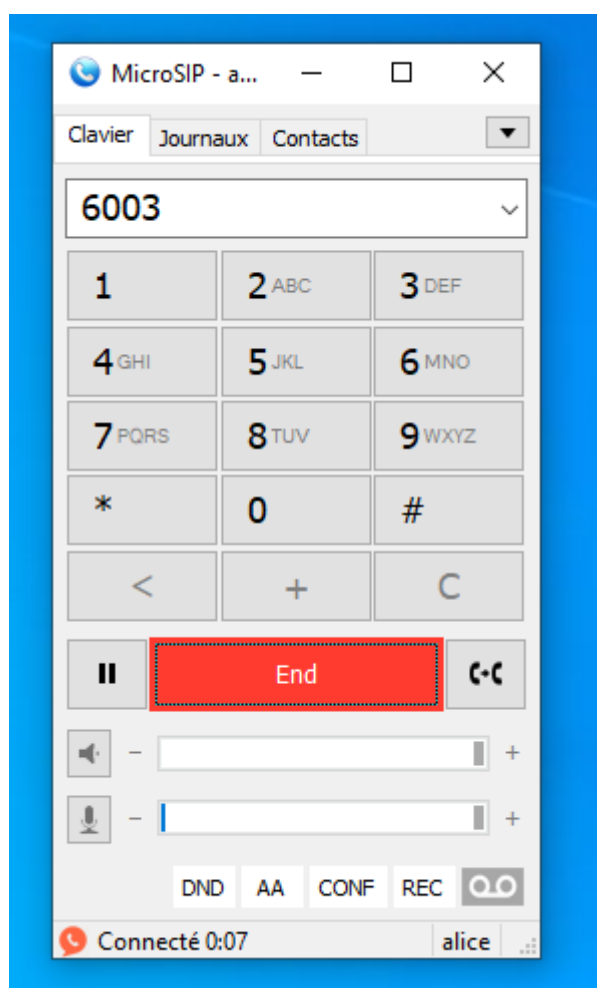 MicroSIP - a...
Clavier Journaux Contacts
6003
1 2 ABC 3 DEF
4 GHI 5 JKL 6 MNO
7 PQRS 8 TUV 9 WXYZ
* 0 #
< + C
End
- +
- +
DND AA CONF REC
Connecté 0:07 alice